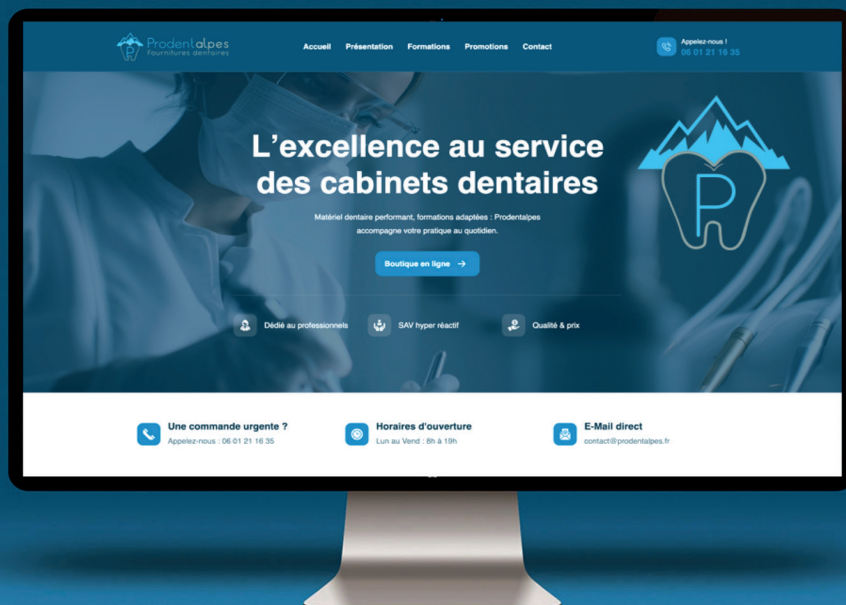 Prodentalpes
fournitures dentaires
Accueil Présentation Formations Promotions Contact
Appelez-nous !
06 01 21 16 35
L'excellence au service
des cabinets dentaires
Matériel dentaire performant, formations adaptées : Prodentalpes
accompagne votre pratique au quotidien.
Boutique en ligne →
P
Dédié au professionnels
SAV hyper réactif
Qualité & prix
Une commande urgente ?
Appelez-nous : 06 01 21 16 35
Horaires d'ouverture
Lun au Vend : 8h à 19h
E-Mail direct
contact@prodentalpes.fr